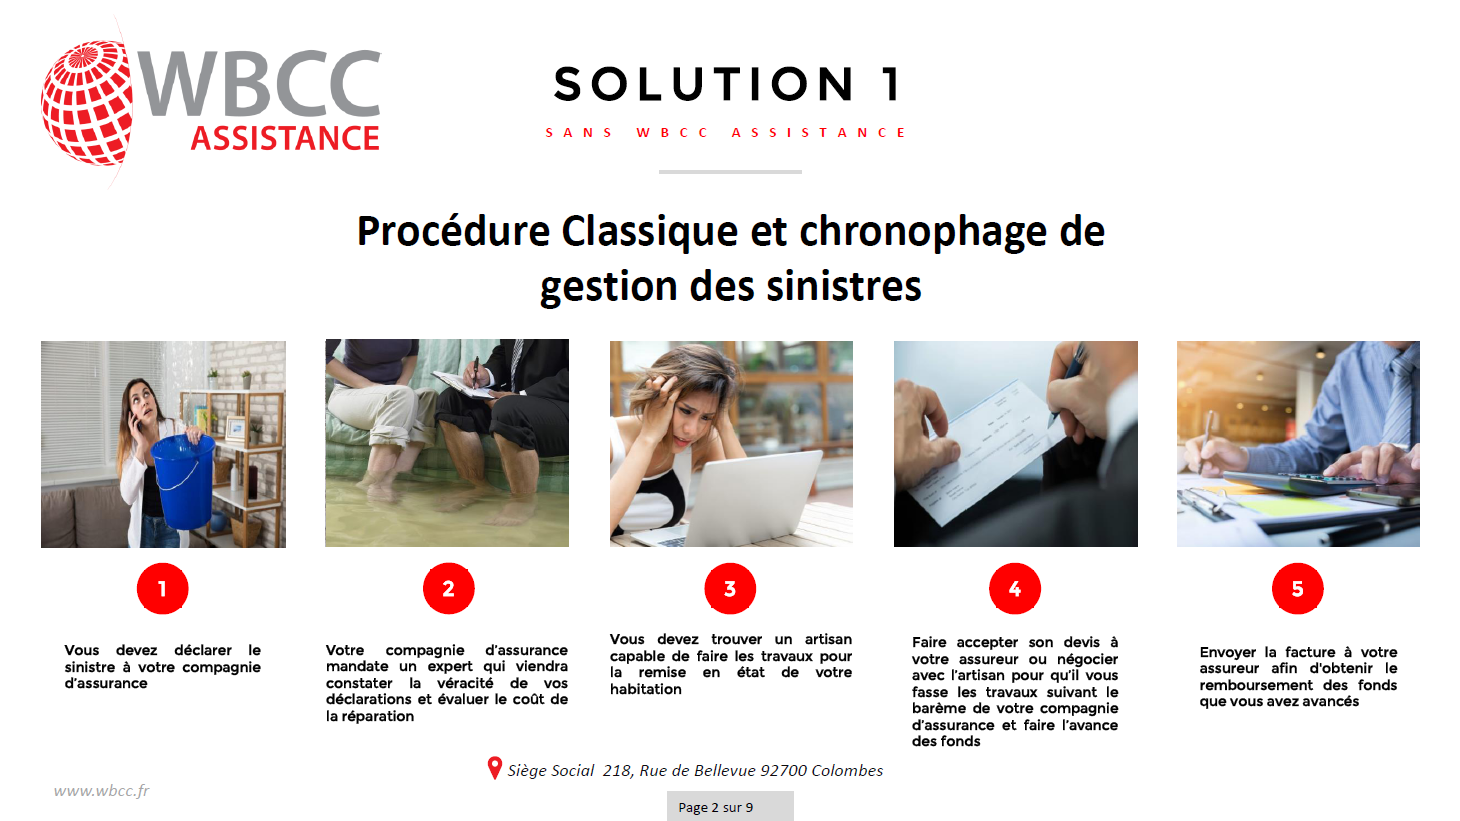 WBCC
ASSISTANCE
SOLUTION 1
SANS WBCC ASSISTANCE
Procédure Classique et chronophage de
gestion des sinistres
1
Vous devez déclarer le
sinistre à votre compagnie
d'assurance
2
Votre compagnie d'assurance
mandate un expert qui viendra
constater la véracité de vos
déclarations et évaluer le coût de
la réparation
3
Vous devez trouver un artisan
capable de faire les travaux pour
la remise en état de votre
habitation
4
Faire accepter son devis à
votre assureur ou négocier
avec l'artisan pour qu'il vous
fasse les travaux suivant le
barème de votre compagnie
d'assurance et faire l'avance
des fonds
5
Envoyer la facture à votre
assureur afin d'obtenir le
remboursement des fonds
que vous avez avancés
Siège Social 218, Rue de Bellevue 92700 Colombes
www.wbcc.fr
Page 2 sur 9